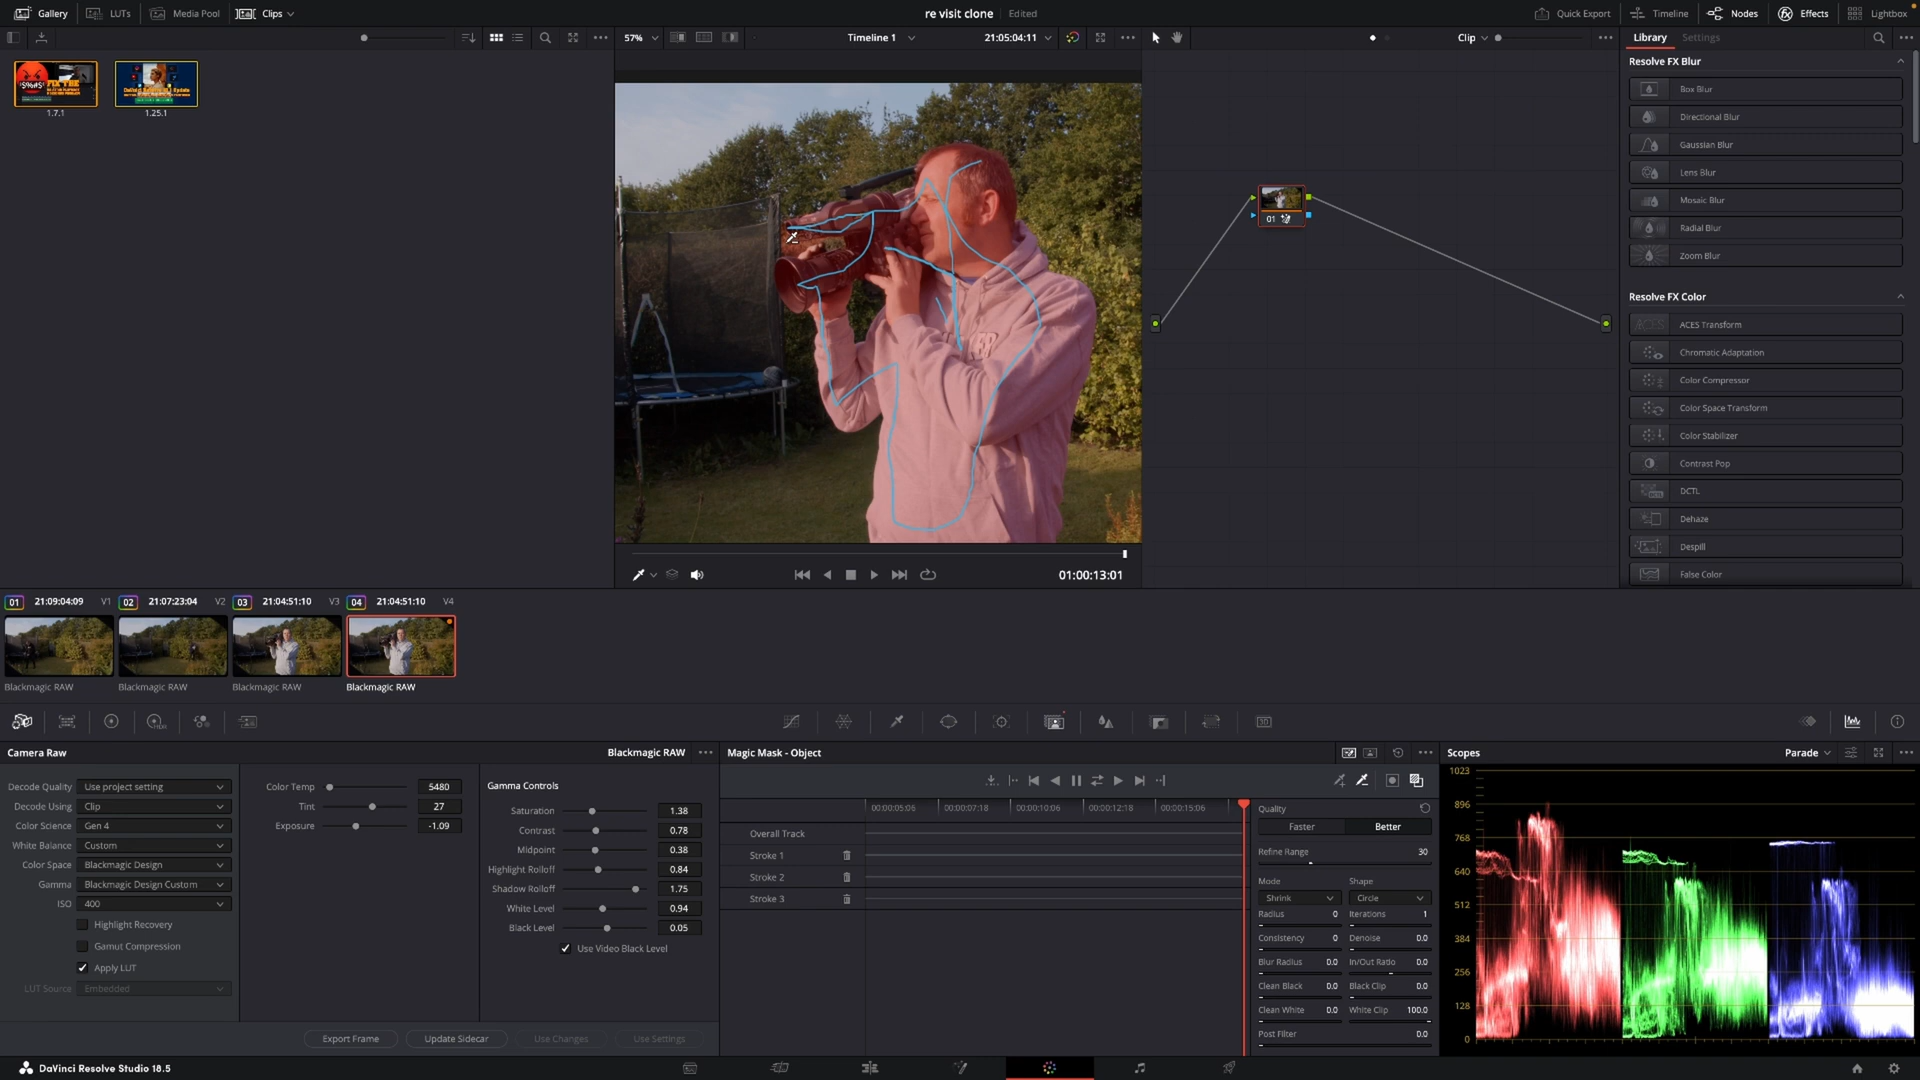 Gallery LUTs Media Pool Clips re visit clone Edited Quick Export Timeline Nodes Effects Lightbox
57% Timeline 1 21:05:04:11 Clip Library Settings
Resolve FX Blur
Box Blur
Directional Blur
Gaussian Blur
Lens Blur
Mosaic Blur
Radial Blur
Zoom Blur
Resolve FX Color
ACES Transform
Chromatic Adaptation
Color Compressor
Color Space Transform
Color Stabilizer
Contrast Pop
DCTL
Dehaze
Despill
False Color
1.7.1 1.25.1
01
01:00:13:01
01 21:09:04:09 V1 02 21:07:23:04 V2 03 21:04:51:10 V3 04 21:04:51:10 V4
Blackmagic RAW Blackmagic RAW Blackmagic RAW Blackmagic RAW
Camera Raw Blackmagic RAW
Decode Quality Use project setting
Decode Using Clip
Color Science Gen 4
White Balance Custom
Color Space Blackmagic Design
Gamma Blackmagic Design Custom
ISO 400
Highlight Recovery
Gamut Compression
Apply LUT
LUT Source Embedded
Color Temp 5480
Tint 27
Exposure -1.09
Gamma Controls
Saturation 1.38
Contrast 0.78
Midpoint 0.38
Highlight Rolloff 0.84
Shadow Rolloff 1.75
White Level 0.94
Black Level 0.05
Use Video Black Level
Export Frame Update Sidecar Use Changes Use Settings
Magic Mask - Object
00:00:05:06 00:00:07:18 00:00:10:06 00:00:12:18 00:00:15:06
Overall Track
Stroke 1
Stroke 2
Stroke 3
Quality
Faster Better
Refine Range 30
Mode Shape
Shrink Circle
Radius 0 Iterations 1
Consistency 0 Denoise 0.0
Blur Radius 0.0 In/Out Ratio 0.0
Clean Black 0.0 Black Clip 0.0
Clean White 0.0 White Clip 100.0
Post Filter 0.0
Scopes Parade
1023
896
768
640
512
384
256
128
0
DaVinci Resolve Studio 18.5